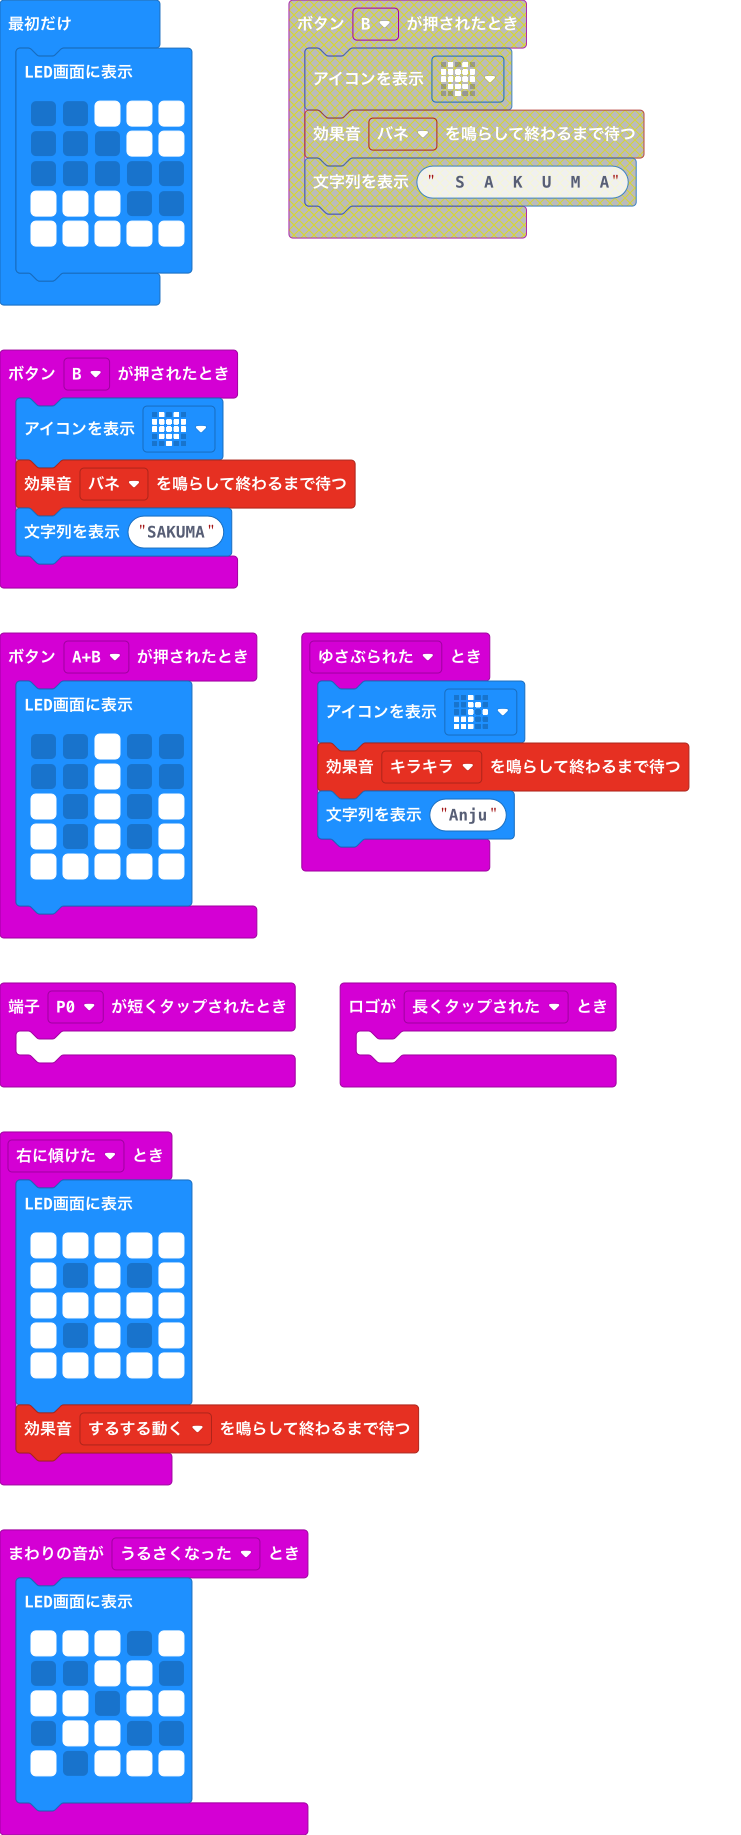 最初だけ
LED画面に表示
ボタン B が押されたとき
アイコンを表示
効果音 バネ を鳴らして終わるまで待つ
文字列を表示 " S A K U M A"
ボタン B が押されたとき
アイコンを表示
効果音 バネ を鳴らして終わるまで待つ
文字列を表示 "SAKUMA"
ボタン A+B が押されたとき
LED画面に表示
ゆさぶられた とき
アイコンを表示
効果音 キラキラ を鳴らして終わるまで待つ
文字列を表示 "Anju"
端子 P0 が短くタップされたとき
ロゴが 長くタップされた とき
右に傾けた とき
LED画面に表示
効果音 するする動く を鳴らして終わるまで待つ
まわりの音が うるさくなった とき
LED画面に表示